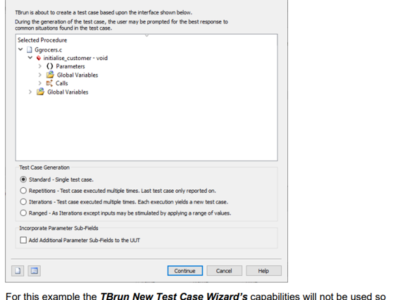 TBrun is about to create a test case based upon the interface shown below.
During the generation of the test case, the user may be prompted for the best response to
common situations found in the test case.
Selected Procedure
Ggrocers.c
initialise_customer - void
Parameters
Global Variables
Calls
Global Variables
Test Case Generation
Standard - Single test case.
Repetitions - Test case executed multiple times. Last test case only reported on.
Iterations - Test case executed multiple times. Each execution yields a new test case.
Ranged - As Iterations except inputs may be stimulated by applying a range of values.
Incorporate Parameter Sub-Fields
Add Additional Parameter Sub-Fields to the UUT
Continue Cancel Help
For this example the TBrun New Test Case Wizard's capabilities will not be used so